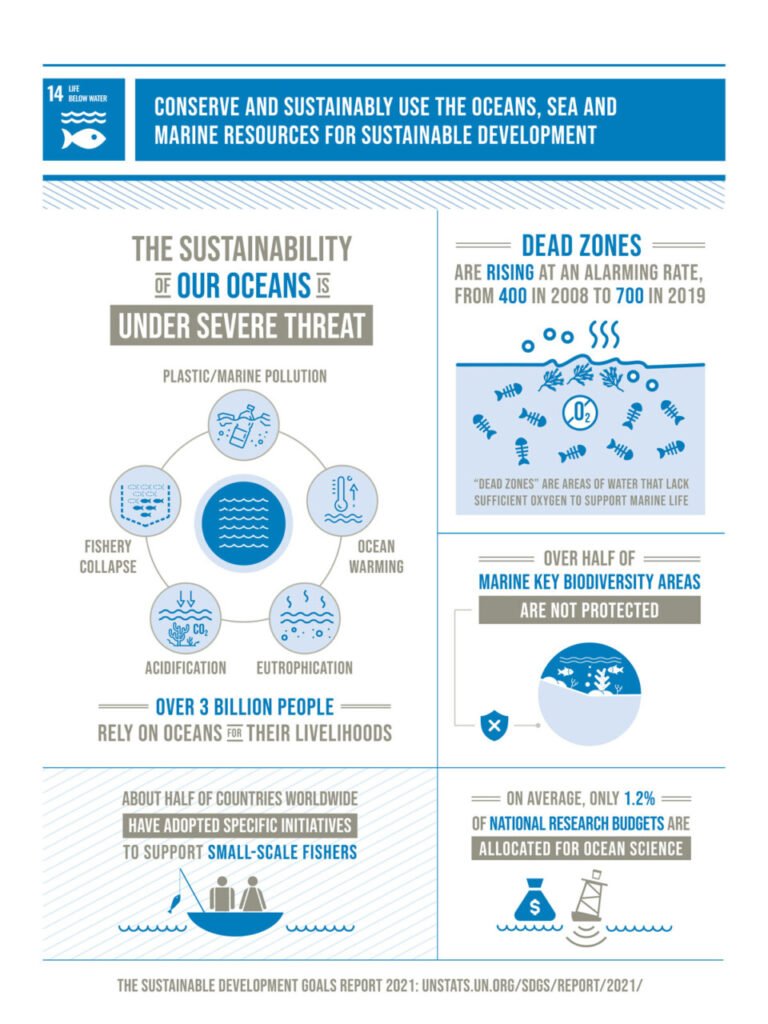 14 LIFE
BELOW WATER
CONSERVE AND SUSTAINABLY USE THE OCEANS, SEA AND
MARINE RESOURCES FOR SUSTAINABLE DEVELOPMENT
THE SUSTAINABILITY
OF OUR OCEANS IS
UNDER SEVERE THREAT
PLASTIC/MARINE POLLUTION
FISHERY
COLLAPSE
OCEAN
WARMING
CO2
ACIDIFICATION
EUTROPHICATION
OVER 3 BILLION PEOPLE
RELY ON OCEANS FOR THEIR LIVELIHOODS
DEAD ZONES
ARE RISING AT AN ALARMING RATE,
FROM 400 IN 2008 TO 700 IN 2019
O2
“DEAD ZONES” ARE AREAS OF WATER THAT LACK
SUFFICIENT OXYGEN TO SUPPORT MARINE LIFE
OVER HALF OF
MARINE KEY BIODIVERSITY AREAS
ARE NOT PROTECTED
ABOUT HALF OF COUNTRIES WORLDWIDE
HAVE ADOPTED SPECIFIC INITIATIVES
TO SUPPORT SMALL-SCALE FISHERS
ON AVERAGE, ONLY 1.2%
OF NATIONAL RESEARCH BUDGETS ARE
ALLOCATED FOR OCEAN SCIENCE
$
THE SUSTAINABLE DEVELOPMENT GOALS REPORT 2021: UNSTATS.UN.ORG/SDGS/REPORT/2021/